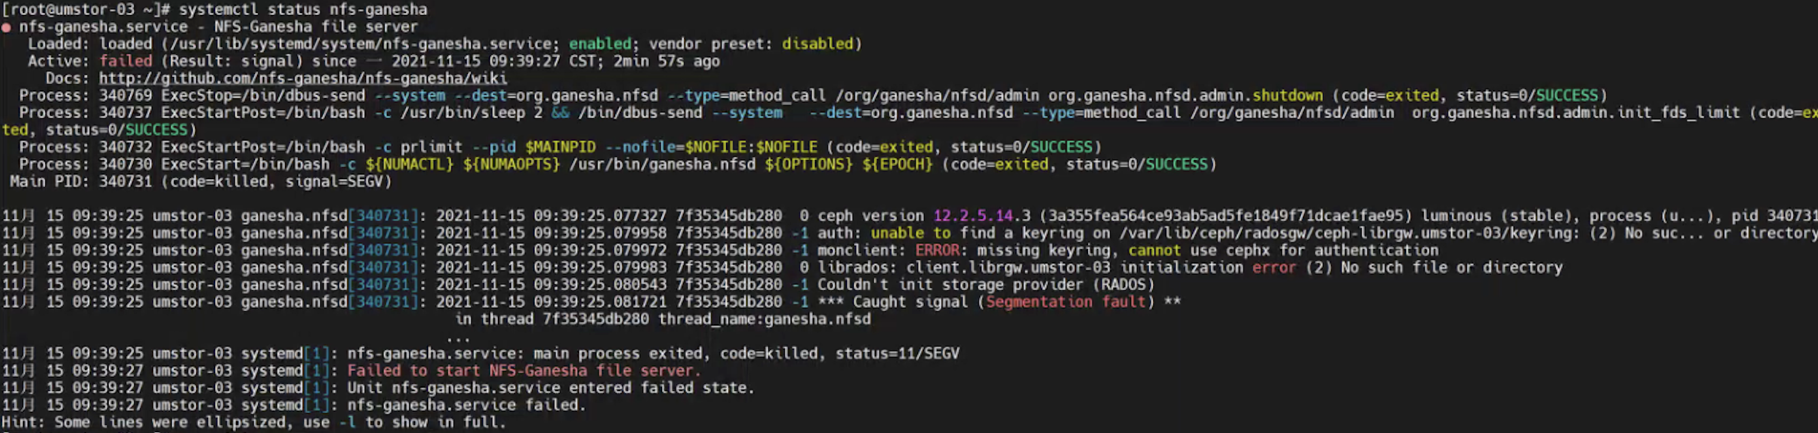 [root@umstor-03 ~]# systemctl status nfs-ganesha
● nfs-ganesha.service - NFS-Ganesha file server
Loaded: loaded (/usr/lib/systemd/system/nfs-ganesha.service; enabled; vendor preset: disabled)
Active: failed (Result: signal) since 一 2021-11-15 09:39:27 CST; 2min 57s ago
Docs: http://github.com/nfs-ganesha/nfs-ganesha/wiki
Process: 340769 ExecStop=/bin/dbus-send --system --dest=org.ganesha.nfsd --type=method_call /org/ganesha/nfsd/admin org.ganesha.nfsd.admin.shutdown (code=exited, status=0/SUCCESS)
Process: 340737 ExecStartPost=/bin/bash -c /usr/bin/sleep 2 && /bin/dbus-send --system   --dest=org.ganesha.nfsd --type=method_call /org/ganesha/nfsd/admin  org.ganesha.nfsd.admin.init_fds_limit (code=ex
ted, status=0/SUCCESS)
Process: 340732 ExecStartPost=/bin/bash -c prlimit --pid $MAINPID --nofile=$NOFILE:$NOFILE (code=exited, status=0/SUCCESS)
Process: 340730 ExecStart=/bin/bash -c ${NUMACTL} ${NUMAOPTS} /usr/bin/ganesha.nfsd ${OPTIONS} ${EPOCH} (code=exited, status=0/SUCCESS)
Main PID: 340731 (code=killed, signal=SEGV)
11月 15 09:39:25 umstor-03 ganesha.nfsd[340731]: 2021-11-15 09:39:25.077327 7f35345db280  0 ceph version 12.2.5.14.3 (3a355fea564ce93ab5ad5fe1849f71dcae1fae95) luminous (stable), process (u...), pid 340731
11月 15 09:39:25 umstor-03 ganesha.nfsd[340731]: 2021-11-15 09:39:25.079958 7f35345db280 -1 auth: unable to find a keyring on /var/lib/ceph/radosgw/ceph-librgw.umstor-03/keyring: (2) No suc... or directory
11月 15 09:39:25 umstor-03 ganesha.nfsd[340731]: 2021-11-15 09:39:25.079972 7f35345db280 -1 monclient: ERROR: missing keyring, cannot use cephx for authentication
11月 15 09:39:25 umstor-03 ganesha.nfsd[340731]: 2021-11-15 09:39:25.079983 7f35345db280  0 librados: client.librgw.umstor-03 initialization error (2) No such file or directory
11月 15 09:39:25 umstor-03 ganesha.nfsd[340731]: 2021-11-15 09:39:25.080543 7f35345db280 -1 Couldn't init storage provider (RADOS)
11月 15 09:39:25 umstor-03 ganesha.nfsd[340731]: 2021-11-15 09:39:25.081721 7f35345db280 -1 *** Caught signal (Segmentation fault) **
in thread 7f35345db280 thread_name:ganesha.nfsd
...
11月 15 09:39:25 umstor-03 systemd[1]: nfs-ganesha.service: main process exited, code=killed, status=11/SEGV
11月 15 09:39:27 umstor-03 systemd[1]: Failed to start NFS-Ganesha file server.
11月 15 09:39:27 umstor-03 systemd[1]: Unit nfs-ganesha.service entered failed state.
11月 15 09:39:27 umstor-03 systemd[1]: nfs-ganesha.service failed.
Hint: Some lines were ellipsized, use -l to show in full.